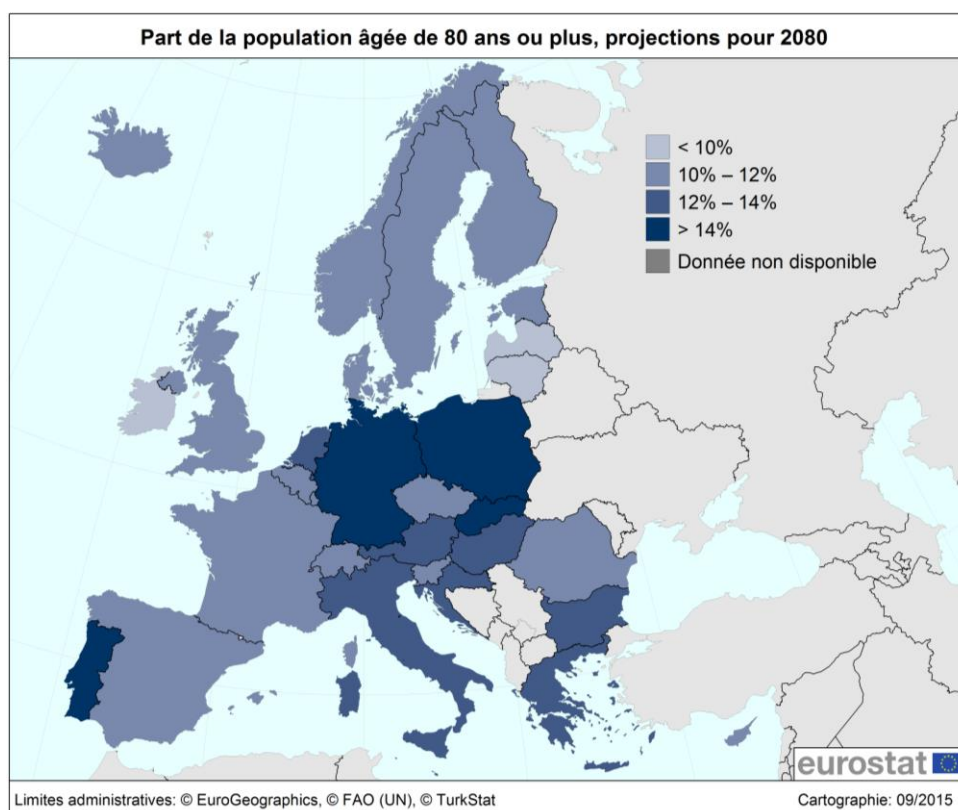 Part de la population âgée de 80 ans ou plus, projections pour 2080
< 10%
10% – 12%
12% – 14%
> 14%
Donnée non disponible
eurostat
Limites administratives: © EuroGeographics, © FAO (UN), © TurkStat
Cartographie: 09/2015